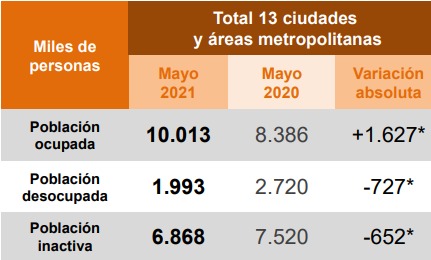 Miles de
personas
Total 13 ciudades
y áreas metropolitanas
Mayo
2021
Mayo
2020
Variación
absoluta
Población
ocupada
10.013
8.386
+1.627*
Población
desocupada
1.993
2.720
-727*
Población
inactiva
6.868
7.520
-652*